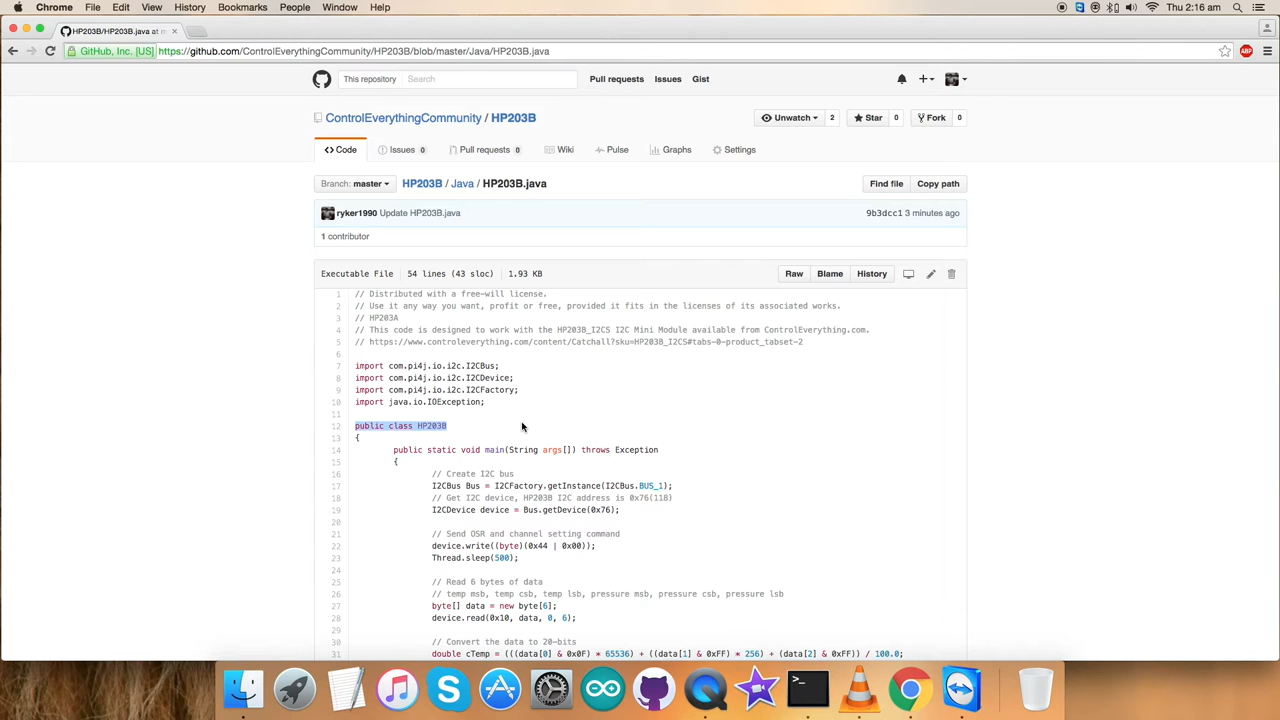 Chrome File Edit View History Bookmarks People Window Help Thu 2:16 am
HP203B/HP203B.java at m
GitHub, Inc. [US] https://github.com/ControlEverythingCommunity/HP203B/blob/master/Java/HP203B.java ABP
This repository Search Pull requests Issues Gist
ControlEverythingCommunity / HP203B Unwatch 2 Star 0 Fork 0
Code Issues 0 Pull requests 0 Wiki Pulse Graphs Settings
Branch: master HP203B / Java / HP203B.java Find file Copy path
ryker1990 Update HP203B.java 9b3dcc1 3 minutes ago
1 contributor
Executable File 54 lines (43 sloc) 1.93 KB Raw Blame History
1 // Distributed with a free-will license.
2 // Use it any way you want, profit or free, provided it fits in the licenses of its associated works.
3 // HP203A
4 // This code is designed to work with the HP203B_I2CS I2C Mini Module available from ControlEverything.com.
5 // https://www.controleverything.com/content/Catchall?sku=HP203B_I2CS#tabs-0-product_tabset-2
6
7 import com.pi4j.io.i2c.I2CBus;
8 import com.pi4j.io.i2c.I2CDevice;
9 import com.pi4j.io.i2c.I2CFactory;
10 import java.io.IOException;
11
12 public class HP203B
13 {
14 public static void main(String args[]) throws Exception
15 {
16 // Create I2C bus
17 I2CBus Bus = I2CFactory.getInstance(I2CBus.BUS_1);
18 // Get I2C device, HP203B I2C address is 0x76(118)
19 I2CDevice device = Bus.getDevice(0x76);
20
21 // Send OSR and channel setting command
22 device.write((byte)(0x44 | 0x00));
23 Thread.sleep(500);
24
25 // Read 6 bytes of data
26 // temp msb, temp csb, temp lsb, pressure msb, pressure csb, pressure lsb
27 byte[] data = new byte[6];
28 device.read(0x10, data, 0, 6);
29
30 // Convert the data to 20-bits
31 double cTemp = (((data[0] & 0x0F) * 65536) + ((data[1] & 0xFF) * 256) + (data[2] & 0xFF)) / 100.0;